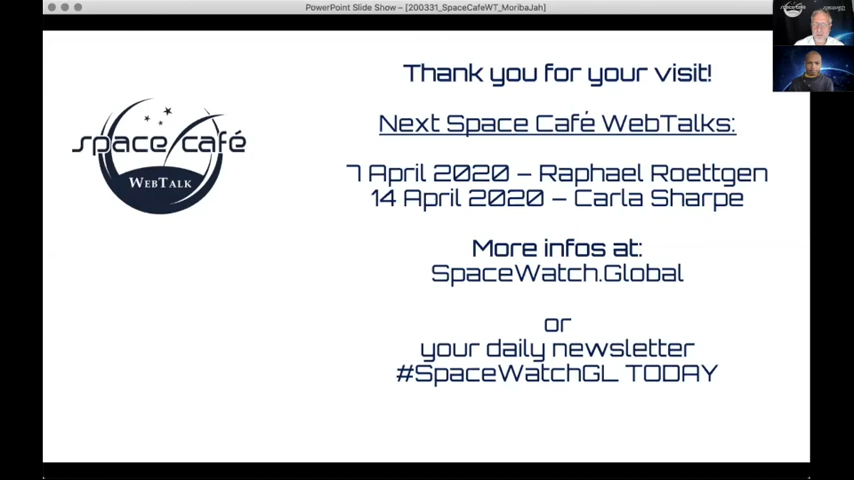 PowerPoint Slide Show – [200331_SpaceCafeWT_MoribaJah]
Thank you for your visit!
Next Space Café WebTalks:
7 April 2020 – Raphael Roettgen
14 April 2020 – Carla Sharpe
More infos at:
SpaceWatch.Global
or
your daily newsletter
#SpaceWatchGL TODAY
space café
WEBTALK